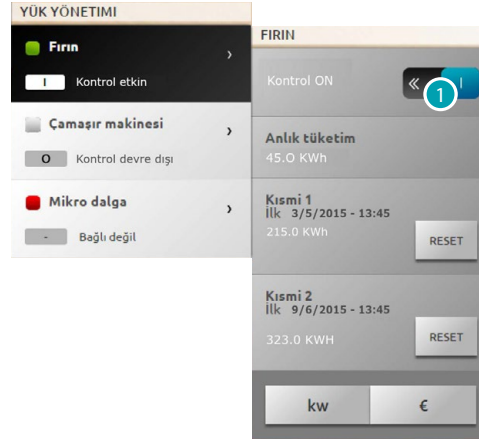 YÜK YÖNETIMI
Fırın
I Kontrol etkin
Çamaşır makinesi
O Kontrol devre dışı
Mikro dalga
- Bağlı değil
FIRIN
Kontrol ON
« I
1
Anlık tüketim
45.0 KWh
Kısmi 1
İlk 3/5/2015 - 13:45
215.0 KWh
RESET
Kısmi 2
İlk 9/6/2015 - 13:45
323.0 KWH
RESET
kw €